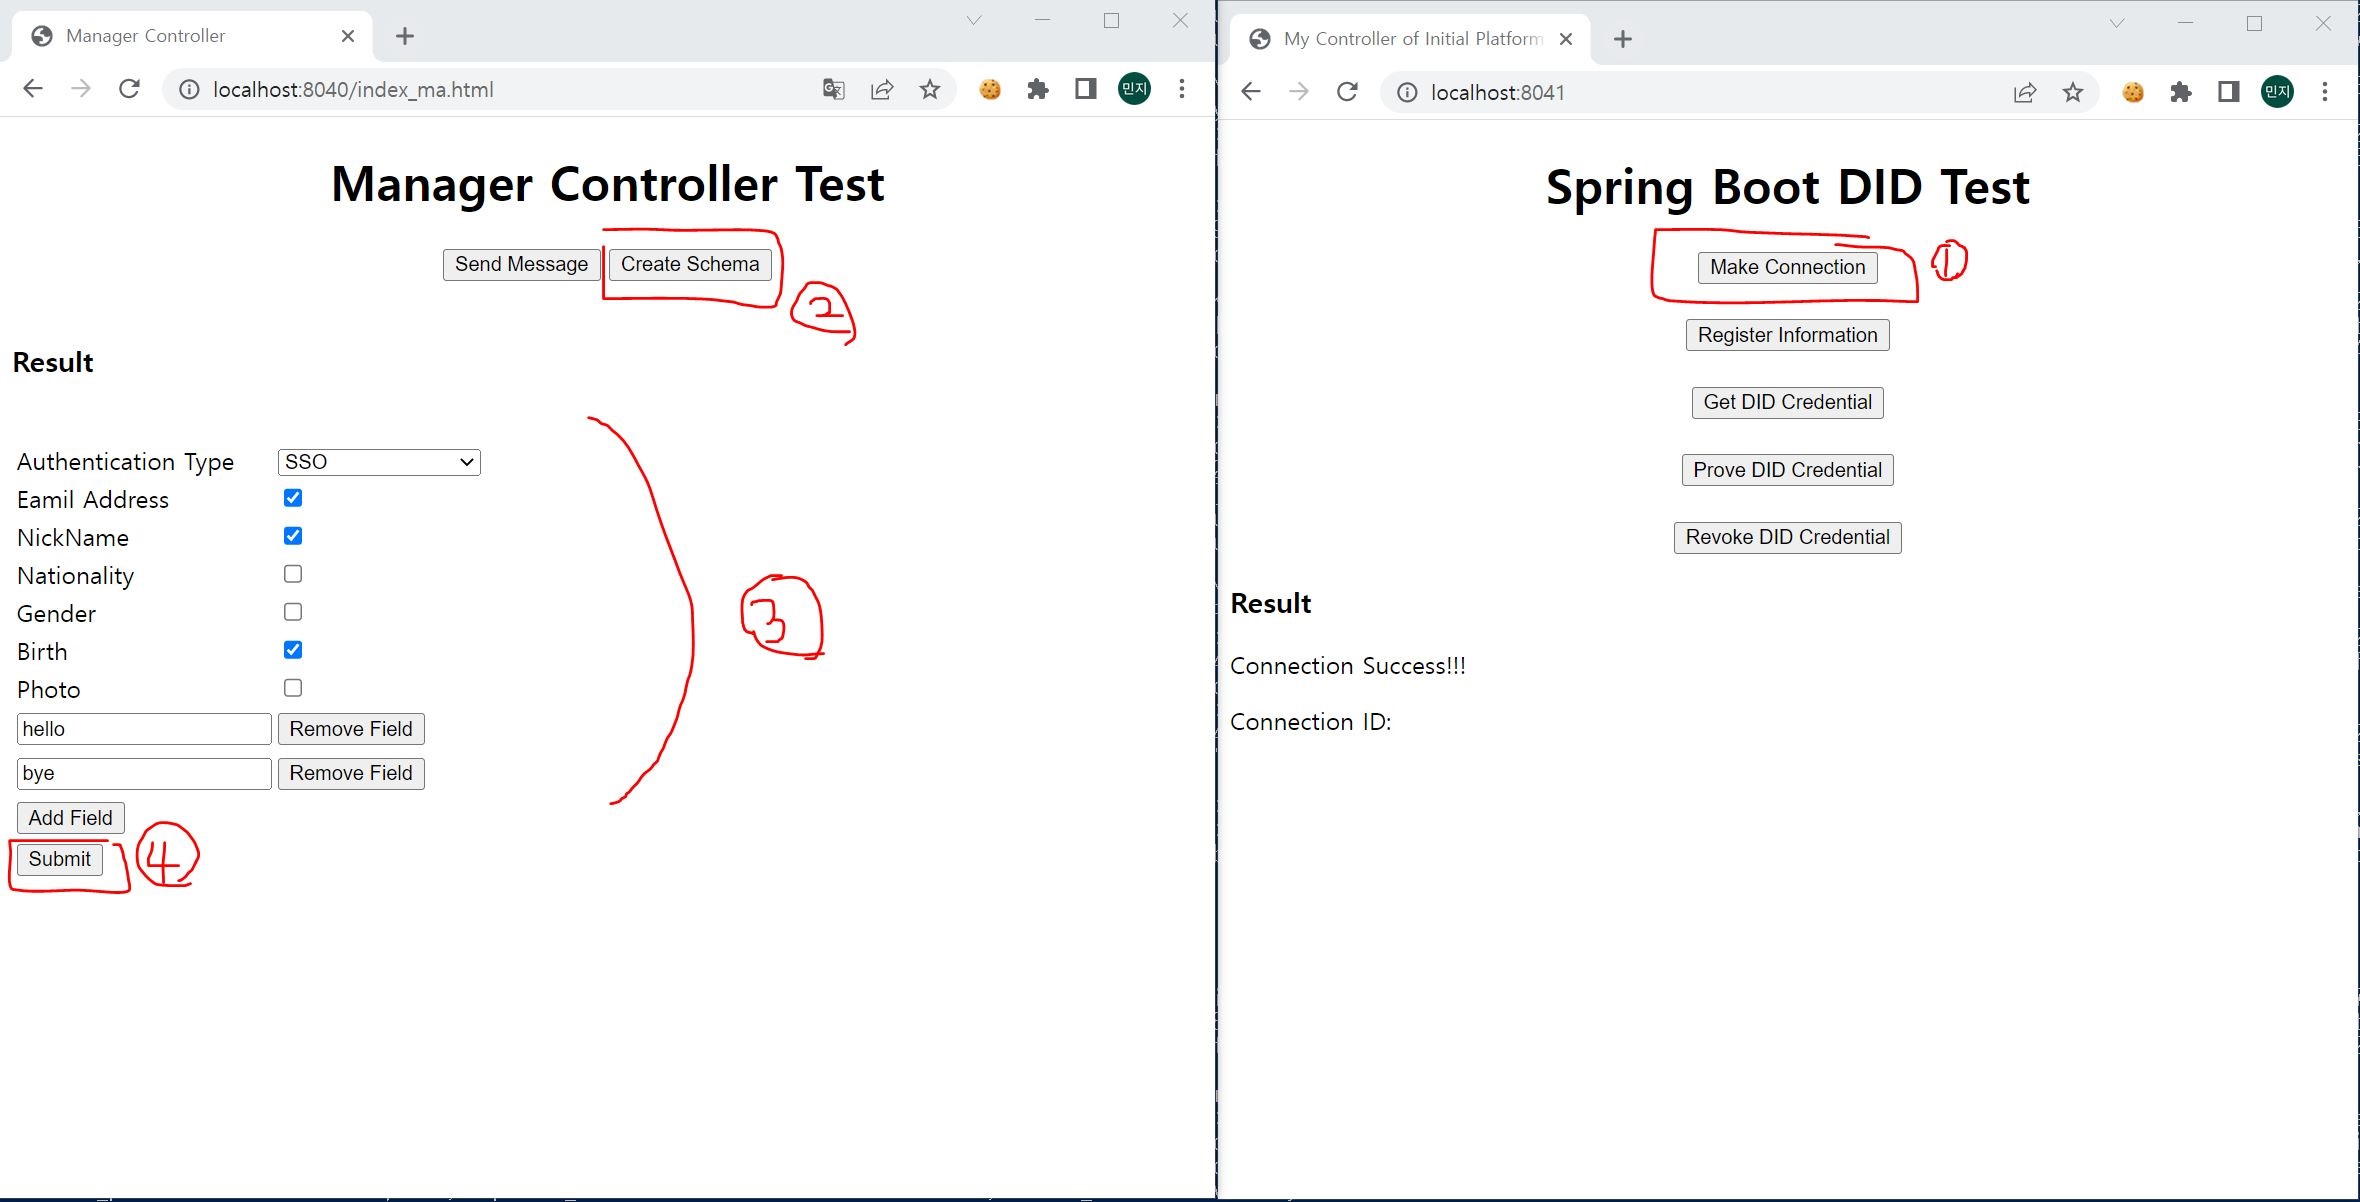 Manager Controller
localhost:8040/index_ma.html
민지
Manager Controller Test
Send Message
Create Schema
2
Result
Authentication Type
SSO
Eamil Address
NickName
Nationality
Gender
Birth
Photo
3
hello
Remove Field
bye
Remove Field
Add Field
Submit
4
My Controller of Initial Platform
localhost:8041
민지
Spring Boot DID Test
Make Connection
1
Register Information
Get DID Credential
Prove DID Credential
Revoke DID Credential
Result
Connection Success!!!
Connection ID: